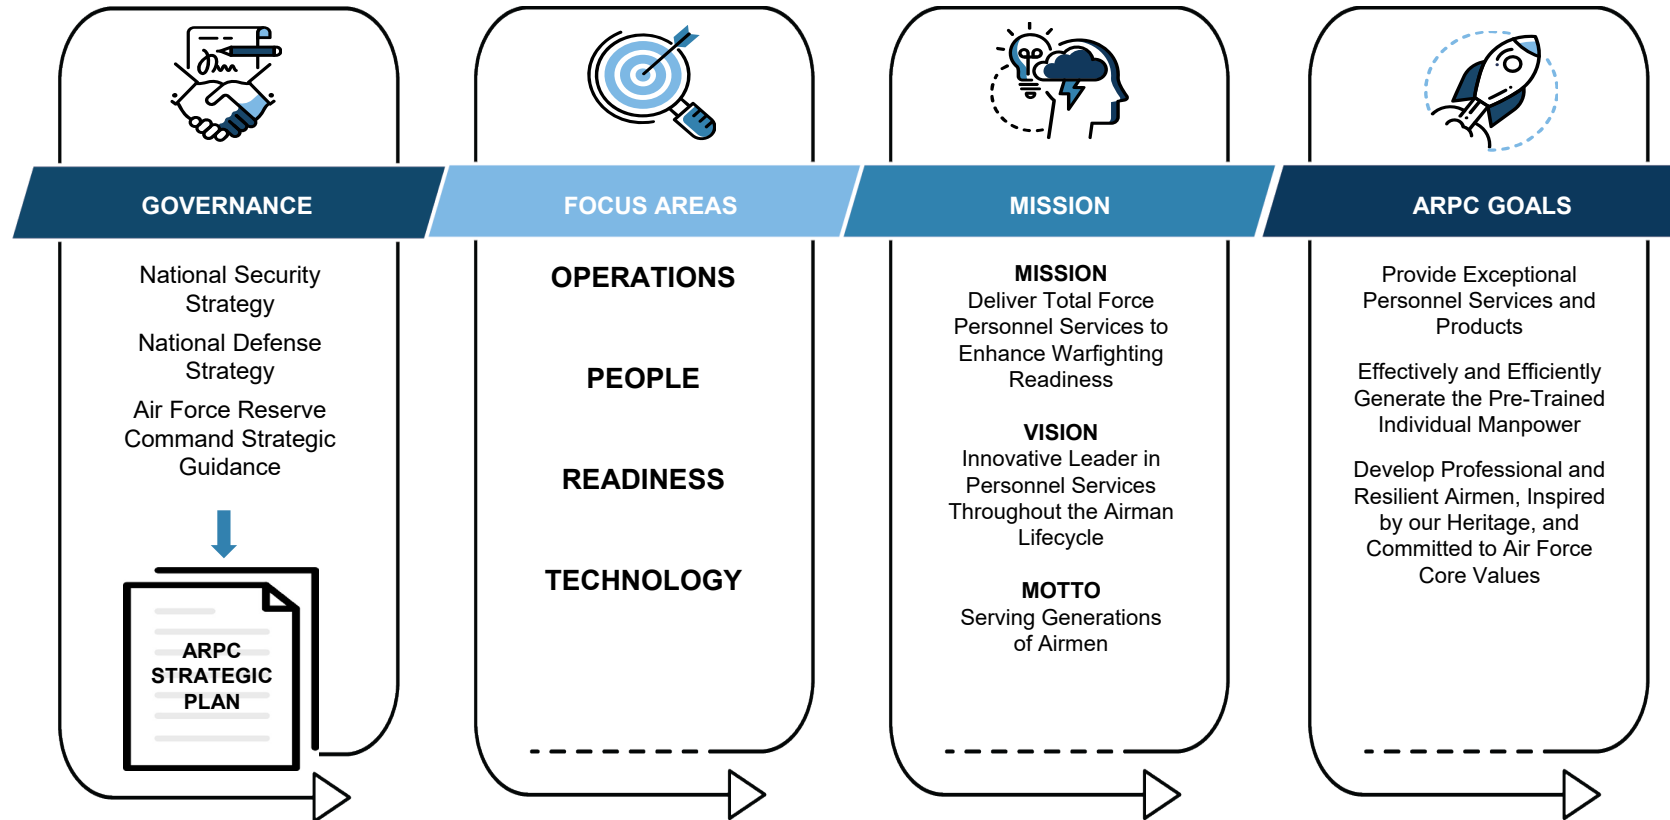 GOVERNANCE
National Security
Strategy
National Defense
Strategy
Air Force Reserve
Command Strategic
Guidance
ARPC
STRATEGIC
PLAN
FOCUS AREAS
OPERATIONS
PEOPLE
READINESS
TECHNOLOGY
MISSION
MISSION
Deliver Total Force
Personnel Services to
Enhance Warfighting
Readiness
VISION
Innovative Leader in
Personnel Services
Throughout the Airman
Lifecycle
MOTTO
Serving Generations
of Airmen
ARPC GOALS
Provide Exceptional
Personnel Services and
Products
Effectively and Efficiently
Generate the Pre-Trained
Individual Manpower
Develop Professional and
Resilient Airmen, Inspired
by our Heritage, and
Committed to Air Force
Core Values